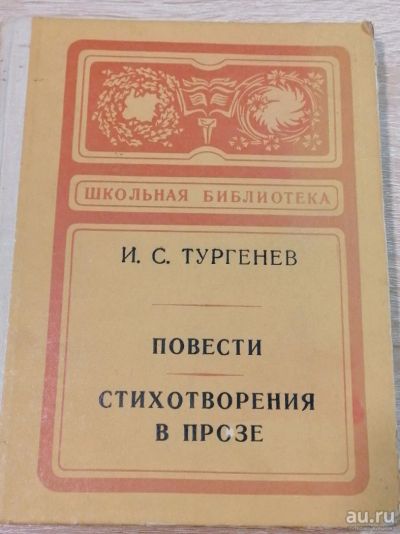 ШКОЛЬНАЯ БИБЛИОТЕКА
И. С. ТУРГЕНЕВ
ПОВЕСТИ
СТИХОТВОРЕНИЯ
В ПРОЗЕ
au.ru